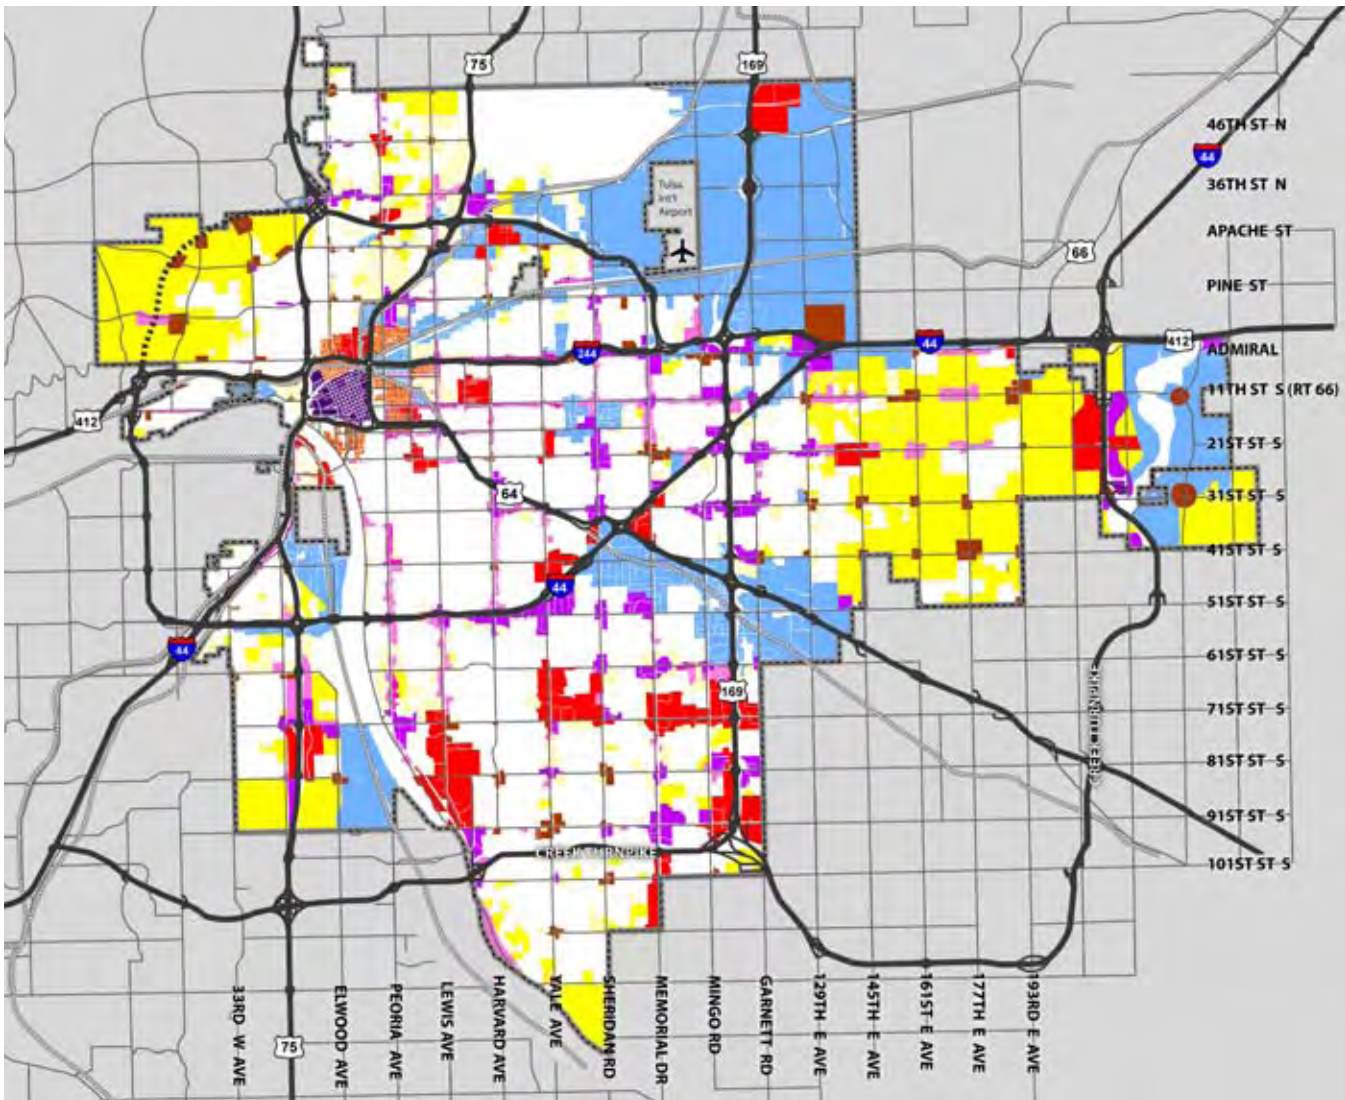 75
169
46TH ST N
44
36TH ST N
Tulsa
Int'l
Airport
APACHE ST
66
PINE ST
412
ADMIRAL
44
244
11TH ST S (RT 66)
412
21ST ST S
64
31ST ST S
41ST ST S
44
51ST ST S
44
61ST ST S
169
71ST ST S
81ST ST S
91ST ST S
CREEK TURNPIKE
101ST ST S
33RD W AVE
ELWOOD AVE
PEORIA AVE
LEWIS AVE
HARVARD AVE
YALE AVE
SHERIDAN RD
MEMORIAL DR
MINGO RD
GARNETT RD
129TH E AVE
145TH E AVE
161ST E AVE
177TH E AVE
193RD E AVE
75